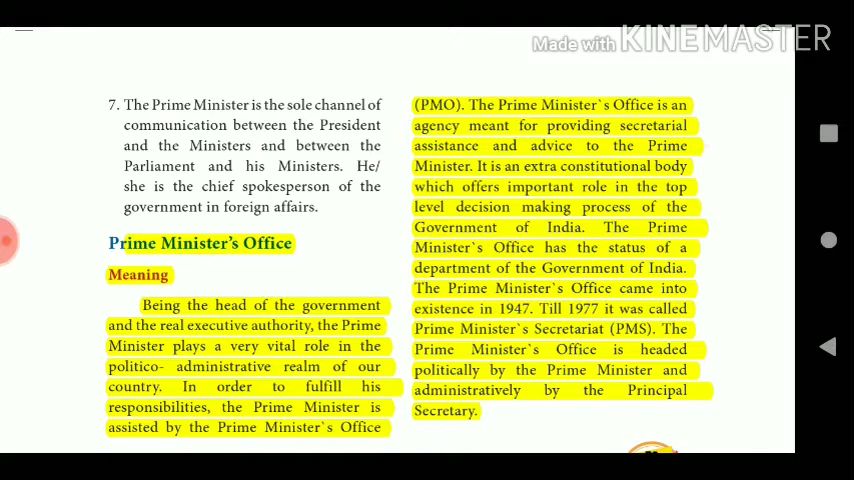 Made with KINEMASTER
7. The Prime Minister is the sole channel of
communication between the President
and the Ministers and between the
Parliament and his Ministers. He/
she is the chief spokesperson of the
government in foreign affairs.
Prime Minister's Office
Meaning
Being the head of the government
and the real executive authority, the Prime
Minister plays a very vital role in the
politico- administrative realm of our
country. In order to fulfill his
responsibilities, the Prime Minister is
assisted by the Prime Minister`s Office
(PMO). The Prime Minister`s Office is an
agency meant for providing secretarial
assistance and advice to the Prime
Minister. It is an extra constitutional body
which offers important role in the top
level decision making process of the
Government of India. The Prime
Minister`s Office has the status of a
department of the Government of India.
The Prime Minister`s Office came into
existence in 1947. Till 1977 it was called
Prime Minister`s Secretariat (PMS). The
Prime Minister`s Office is headed
politically by the Prime Minister and
administratively by the Principal
Secretary.